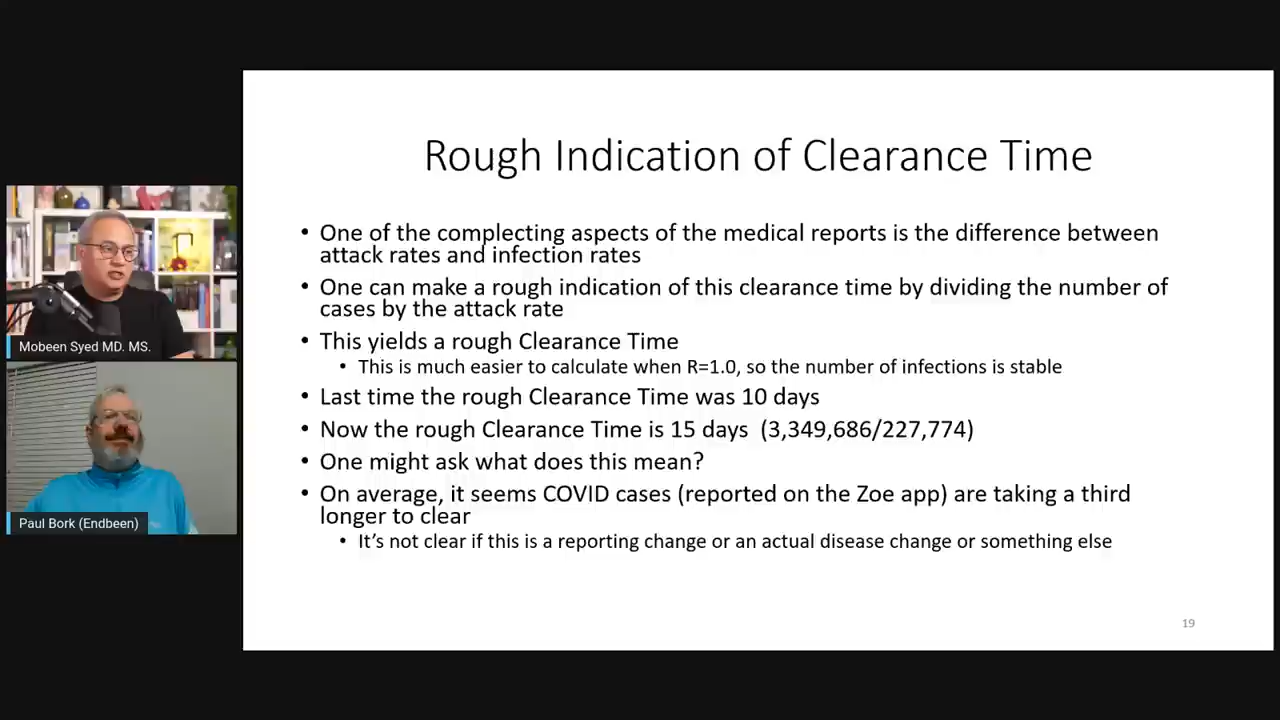 Rough Indication of Clearance Time
• One of the complecting aspects of the medical reports is the difference between
attack rates and infection rates
• One can make a rough indication of this clearance time by dividing the number of
cases by the attack rate
• This yields a rough Clearance Time
• This is much easier to calculate when R=1.0, so the number of infections is stable
• Last time the rough Clearance Time was 10 days
• Now the rough Clearance Time is 15 days (3,349,686/227,774)
• One might ask what does this mean?
• On average, it seems COVID cases (reported on the Zoe app) are taking a third
longer to clear
• It’s not clear if this is a reporting change or an actual disease change or something else
19
Mobeen Syed MD. MS.
Paul Bork (Endbeen)